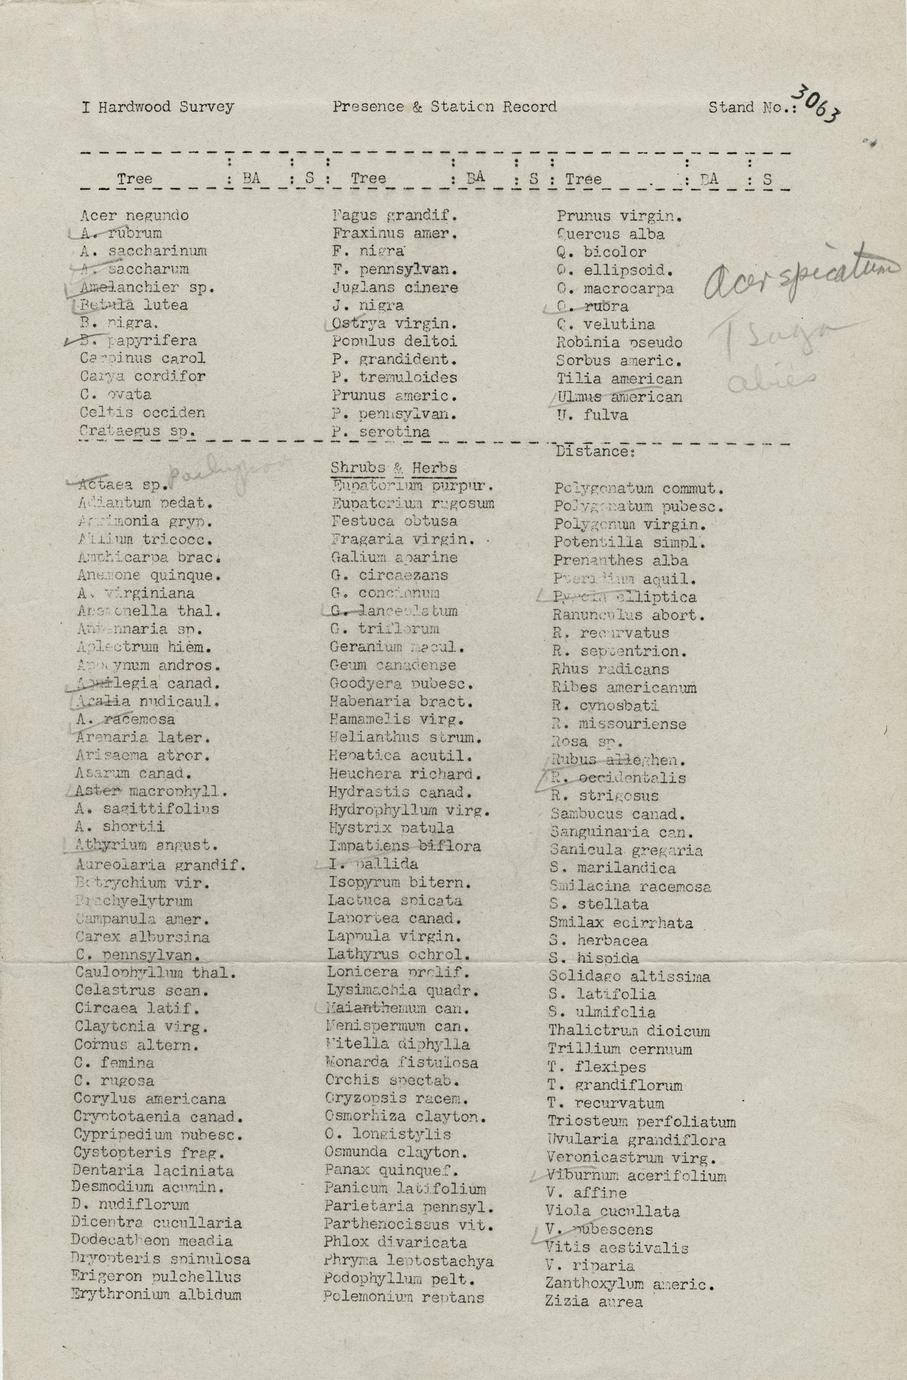 I Hardwood Survey
Presence & Station Record
Stand No.: 3063
Tree : BA : S : Tree : BA : S : Tree : BA : S
Acer negundo
A. rubrum
A. saccharinum
A. saccharum
Amelanchier sp.
Betula lutea
B. nigra.
B. papyrifera
Carpinus carol
Carya cordifor
C. ovata
Celtis occiden
Crataegus sp.
Fagus grandif.
Fraxinus amer.
F. nigra
F. pennsylvan.
Juglans cinere
J. nigra
Ostrya virgin.
Populus deltoi
P. grandident.
P. tremuloides
Prunus americ.
P. pennsylvan.
P. serotina
Prunus virgin.
Quercus alba
Q. bicolor
Q. ellipsoid.
Q. macrocarpa
Q. rubra
Q. velutina
Robinia pseudo
Sorbus americ.
Tilia american
Ulmus american
U. fulva
Acer spicatum
Tsuga
abies
Distance:
Shrubs & Herbs
Actaea sp.
Adiantum pedat.
Agrimonia gryp.
Allium tricocc.
Amphicarpa brac.
Anemone quinque.
A. virginiana
Anemonella thal.
Antennaria sp.
Aplectrum hiem.
Apocynum andros.
Aquilegia canad.
Aralia nudicaul.
A. racemosa
Arenaria later.
Arisaema atror.
Asarum canad.
Aster macrophyll.
A. sagittifolius
A. shortii
Athyrium angust.
Aureolaria grandif.
Botrychium vir.
Brachyelytrum
Campanula amer.
Carex albursina
C. pennsylvan.
Caulophyllum thal.
Celastrus scan.
Circaea latif.
Claytonia virg.
Cornus altern.
C. femina
C. rugosa
Corylus americana
Cryptotaenia canad.
Cypripedium pubesc.
Cystopteris frag.
Dentaria laciniata
Desmodium acumin.
D. nudiflorum
Dicentra cucullaria
Dodecatheon meadia
Dryopteris spinulosa
Erigeron pulchellus
Erythronium albidum
Eupatorium purpur.
Eupatorium rugosum
Festuca obtusa
Fragaria virgin.
Galium aparine
G. circaezans
G. concinnum
G. lanceolatum
G. triflorum
Geranium macul.
Geum canadense
Goodyera pubesc.
Habenaria bract.
Hamamelis virg.
Helianthus strum.
Hepatica acutil.
Heuchera richard.
Hydrastis canad.
Hydrophyllum virg.
Hystrix patula
Impatiens biflora
I. pallida
Isopyrum bitern.
Lactuca spicata
Laportea canad.
Lappula virgin.
Lathyrus ochrol.
Lonicera prolif.
Lysimachia quadr.
Maianthemum can.
Menispermum can.
Mitella diphylla
Monarda fistulosa
Orchis spectab.
Oryzopsis racem.
Osmorhiza clayton.
O. longistylis
Osmunda clayton.
Panax quinquef.
Panicum latifolium
Parietaria pennsyl.
Parthenocissus vit.
Phlox divaricata
Phryma leptostachya
Podophyllum pelt.
Polemonium reptans
Polygonatum commut.
Polygonatum pubesc.
Polygonum virgin.
Potentilla simpl.
Prenanthes alba
Pteridium aquil.
Pyrola elliptica
Ranunculus abort.
R. recurvatus
R. septentrion.
Rhus radicans
Ribes americanum
R. cynosbati
R. missouriense
Rosa sp.
Rubus alleghen.
R. occidentalis
R. strigosus
Sambucus canad.
Sanguinaria can.
Sanicula gregaria
S. marilandica
Smilacina racemosa
S. stellata
Smilax ecirrhata
S. herbacea
S. hispida
Solidago altissima
S. latifolia
S. ulmifolia
Thalictrum dioicum
Trillium cernuum
T. flexipes
T. grandiflorum
T. recurvatum
Triosteum perfoliatum
Uvularia grandiflora
Veronicastrum virg.
Viburnum acerifolium
V. affine
Viola cucullata
V. pubescens
Vitis aestivalis
V. riparia
Zanthoxylum americ.
Zizia aurea